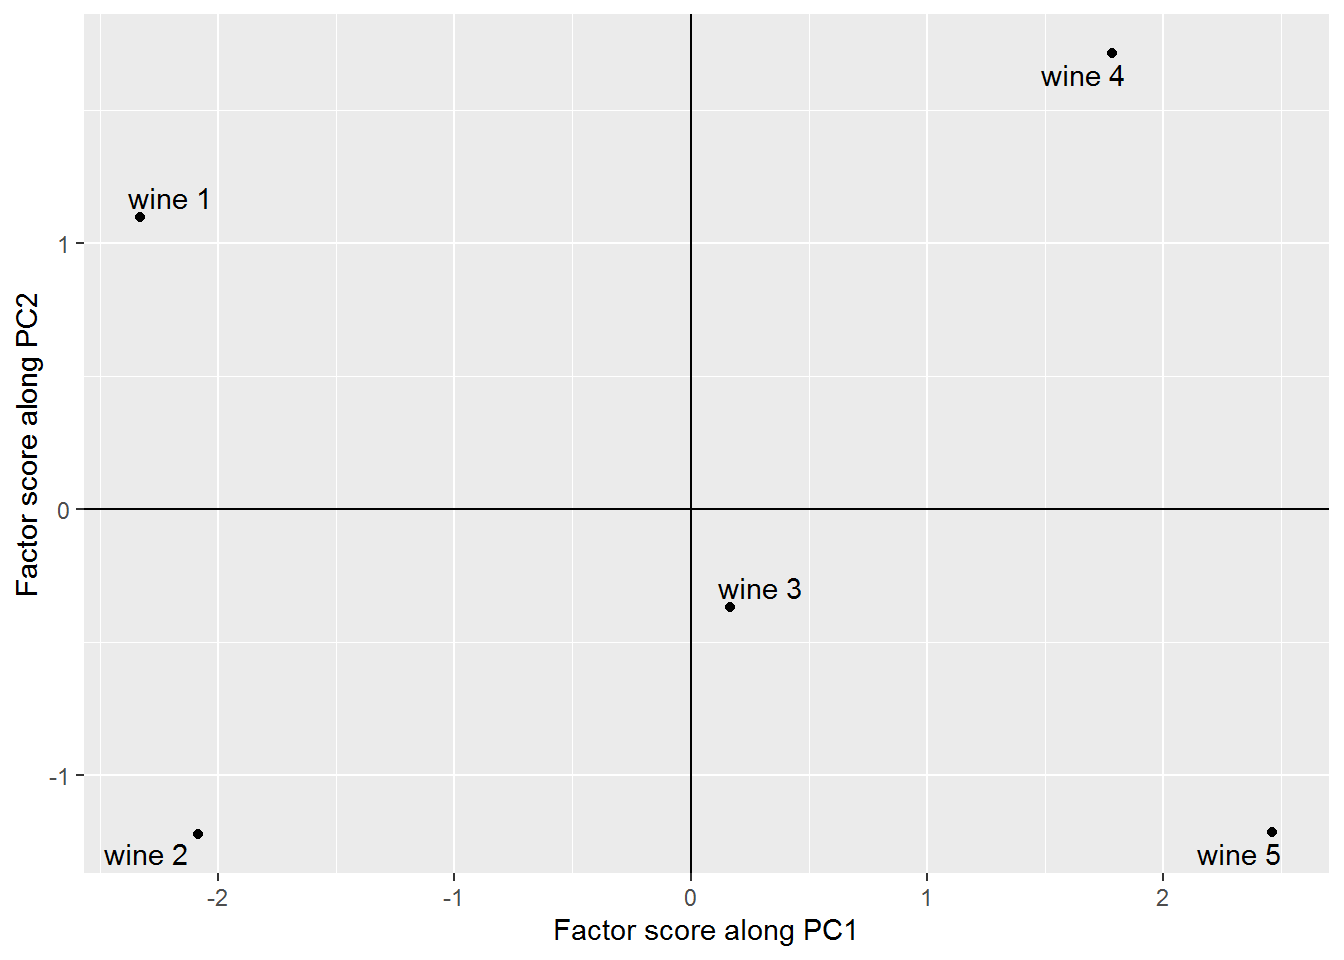 wine 4
wine 1
1
Factor score along PC2
0
wine 3
-1
wine 2
wine 5
-2
-1
0
1
2
Factor score along PC1